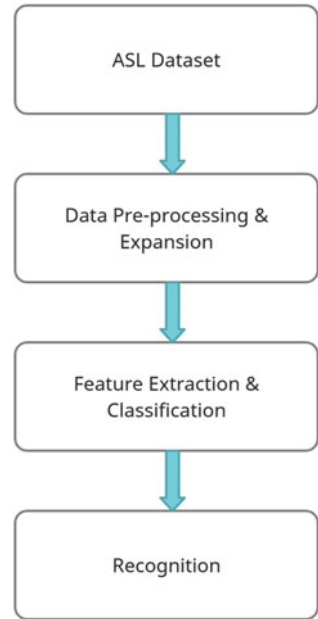 ASL Dataset
Data Pre-processing &
Expansion
Feature Extraction &
Classification
Recognition